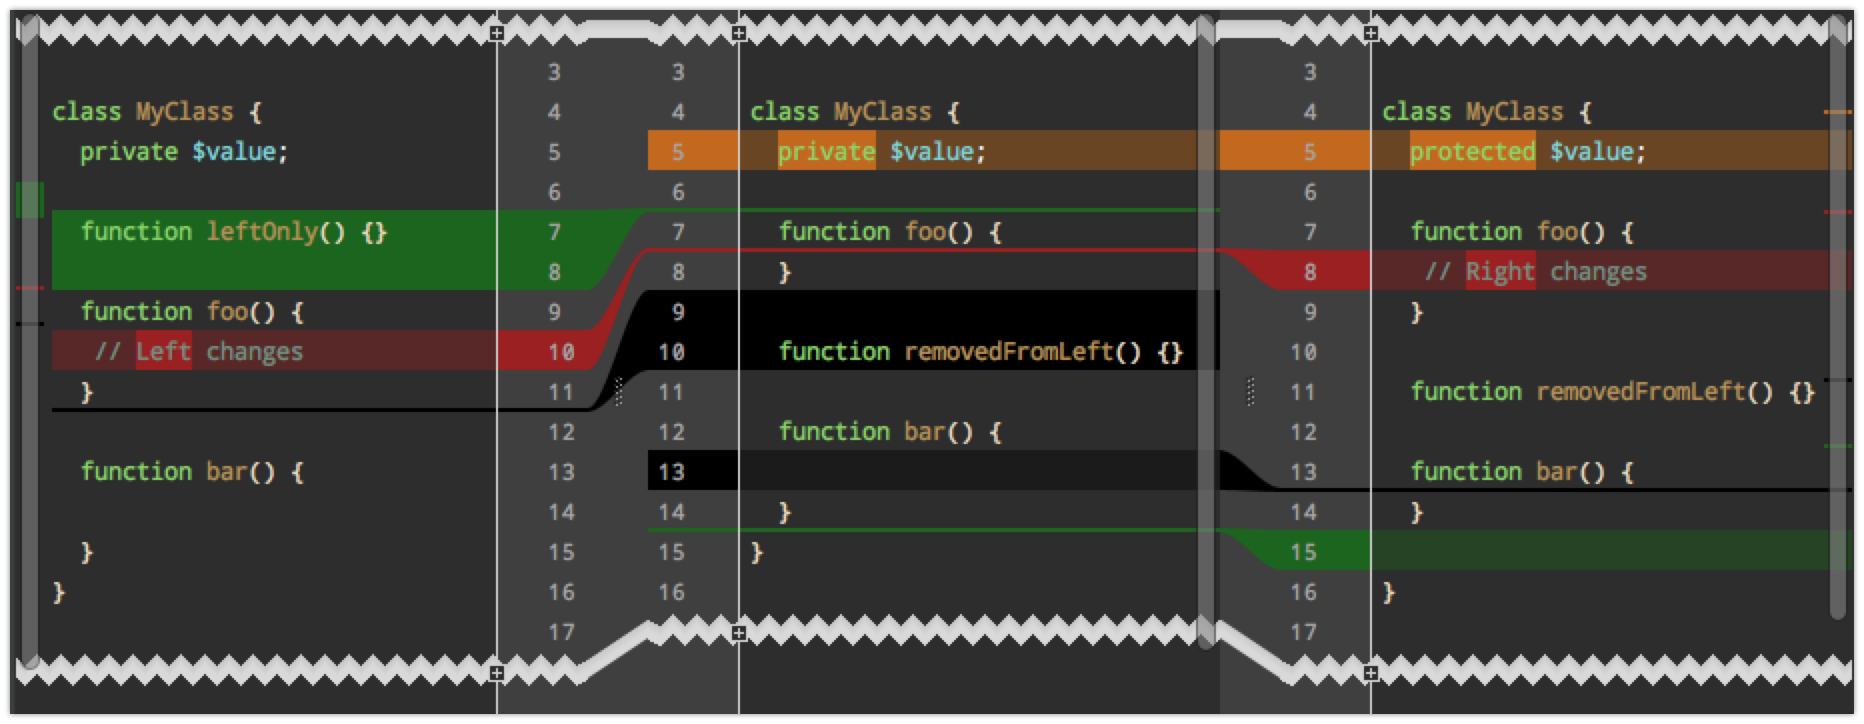 3
class MyClass { 4
private $value; 5
6
function leftOnly() {} 7
8
function foo() { 9
// Left changes 10
} 11
12
function bar() { 13
14
} 15
} 16
17
3
4 class MyClass {
5 private $value;
6
7 function foo() {
8 }
9
10 function removedFromLeft() {}
11
12 function bar() {
13
14 }
15 }
16
3
4 class MyClass {
5 protected $value;
6
7 function foo() {
8 // Right changes
9 }
10
11 function removedFromLeft() {}
12
13 function bar() {
14 }
15
16 }
17